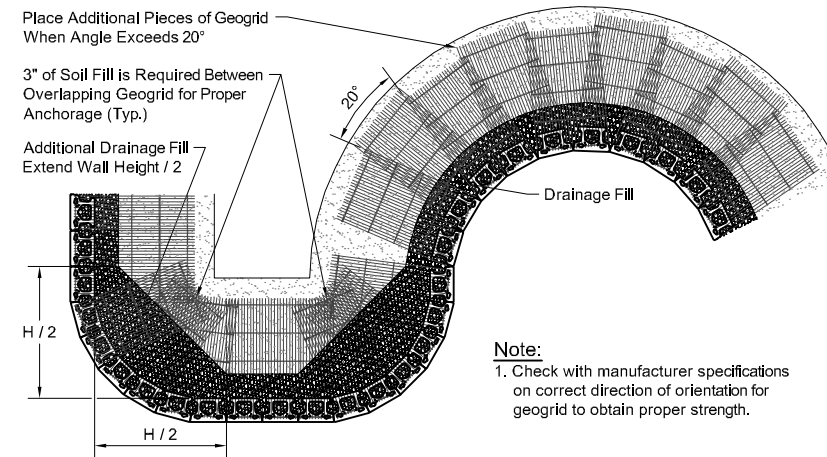 Place Additional Pieces of Geogrid
When Angle Exceeds 20°
3" of Soil Fill is Required Between
Overlapping Geogrid for Proper
Anchorage (Typ.)
Additional Drainage Fill
Extend Wall Height / 2
20°
Drainage Fill
H / 2
H / 2
Note:
1. Check with manufacturer specifications
on correct direction of orientation for
geogrid to obtain proper strength.